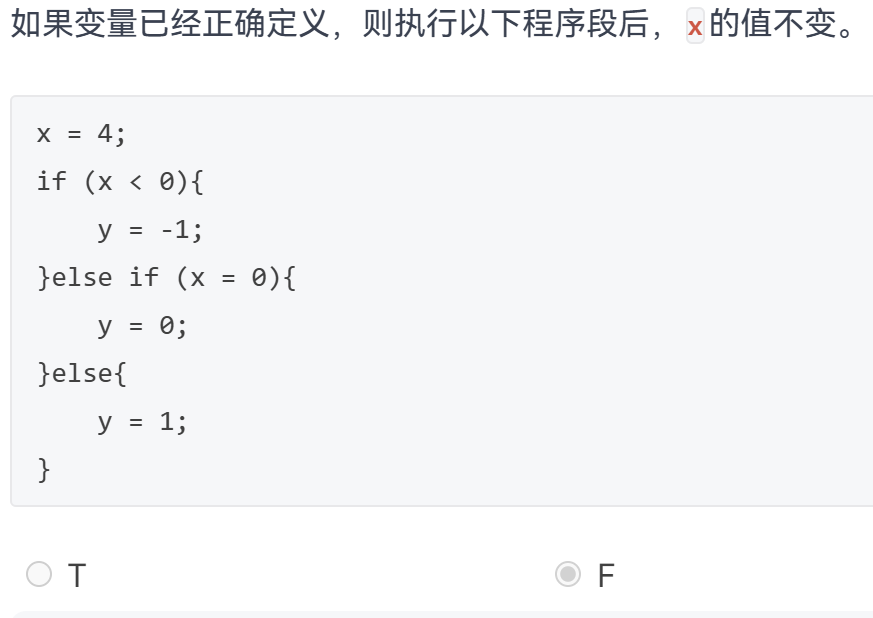 如果变量已经正确定义，则执行以下程序段后， x 的值不变。
x = 4;
if (x < 0){
    y = -1;
}else if (x = 0){
    y = 0;
}else{
    y = 1;
}
T
F